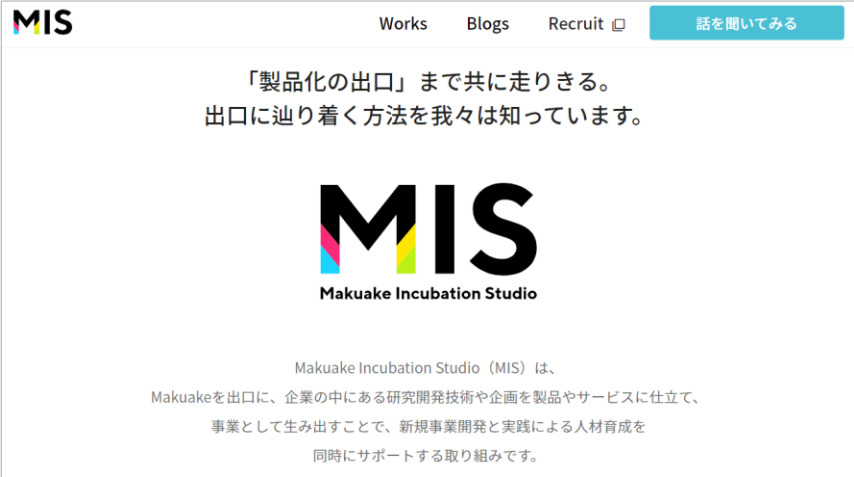 MIS
Works
Blogs
Recruit
話を聞いてみる
「製品化の出口」まで共に走りきる。
出口に辿り着く方法を我々は知っています。
MIS
Makuake Incubation Studio
Makuake Incubation Studio（MIS）は、
Makuakeを出口に、企業の中にある研究開発技術や企画を製品やサービスに仕立て、
事業として生み出すことで、新規事業開発と実践による人材育成を
同時にサポートする取り組みです。